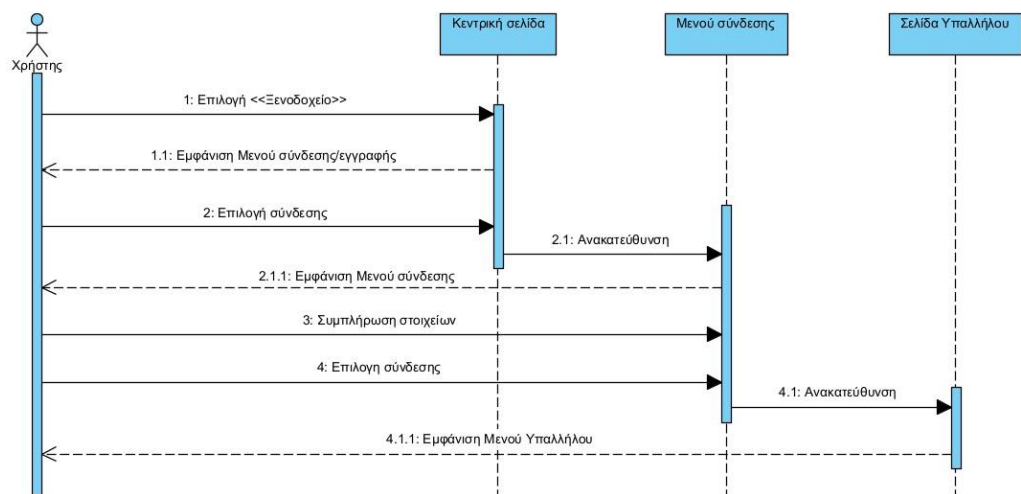 Κεντρική σελίδα
Μενού σύνδεσης
Σελίδα Υπαλλήλου
Χρήστης
1: Επιλογή <<Ξενοδοχείο>>
1.1: Εμφάνιση Μενού σύνδεσης/εγγραφής
2: Επιλογή σύνδεσης
2.1: Ανακατεύθυνση
2.1.1: Εμφάνιση Μενού σύνδεσης
3: Συμπλήρωση στοιχείων
4: Επιλογη σύνδεσης
4.1: Ανακατεύθυνση
4.1.1: Εμφάνιση Μενού Υπαλλήλου